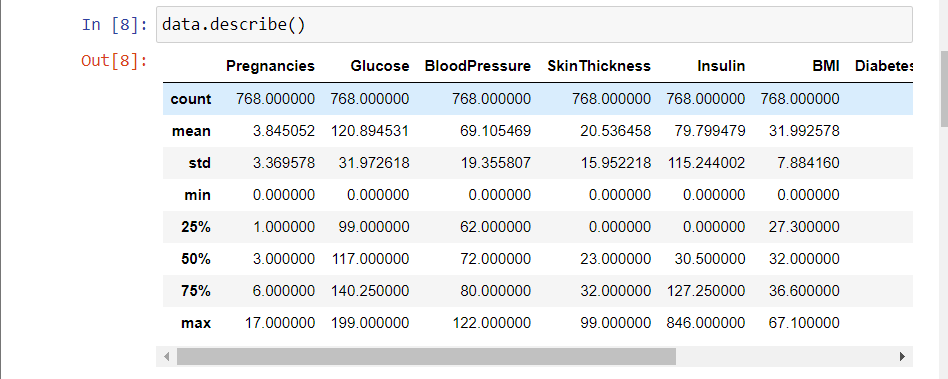 In [8]: data.describe()
Out[8]:
Pregnancies Glucose BloodPressure SkinThickness Insulin BMI Diabetes
count 768.000000 768.000000 768.000000 768.000000 768.000000 768.000000
mean 3.845052 120.894531 69.105469 20.536458 79.799479 31.992578
std 3.369578 31.972618 19.355807 15.952218 115.244002 7.884160
min 0.000000 0.000000 0.000000 0.000000 0.000000 0.000000
25% 1.000000 99.000000 62.000000 0.000000 0.000000 27.300000
50% 3.000000 117.000000 72.000000 23.000000 30.500000 32.000000
75% 6.000000 140.250000 80.000000 32.000000 127.250000 36.600000
max 17.000000 199.000000 122.000000 99.000000 846.000000 67.100000